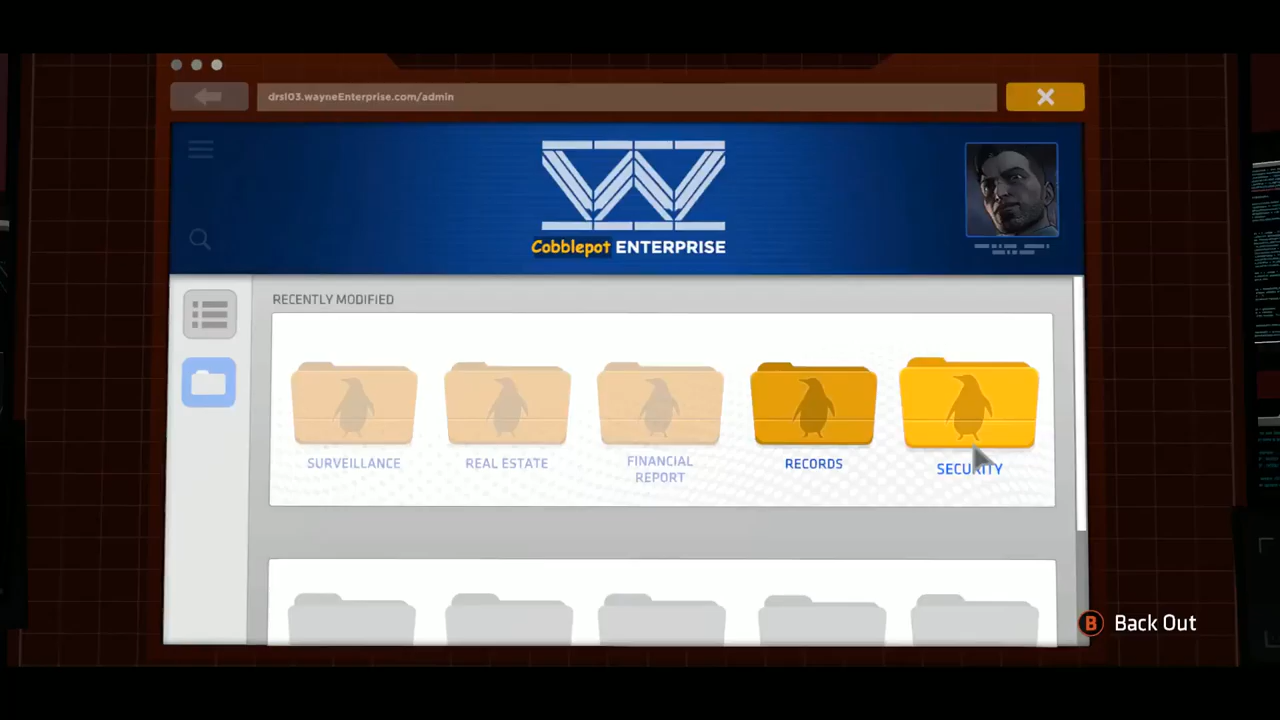 drsl03.wayneEnterprise.com/admin
Cobblepot ENTERPRISE
RECENTLY MODIFIED
SURVEILLANCE
REAL ESTATE
FINANCIAL
REPORT
RECORDS
SECURITY
B Back Out